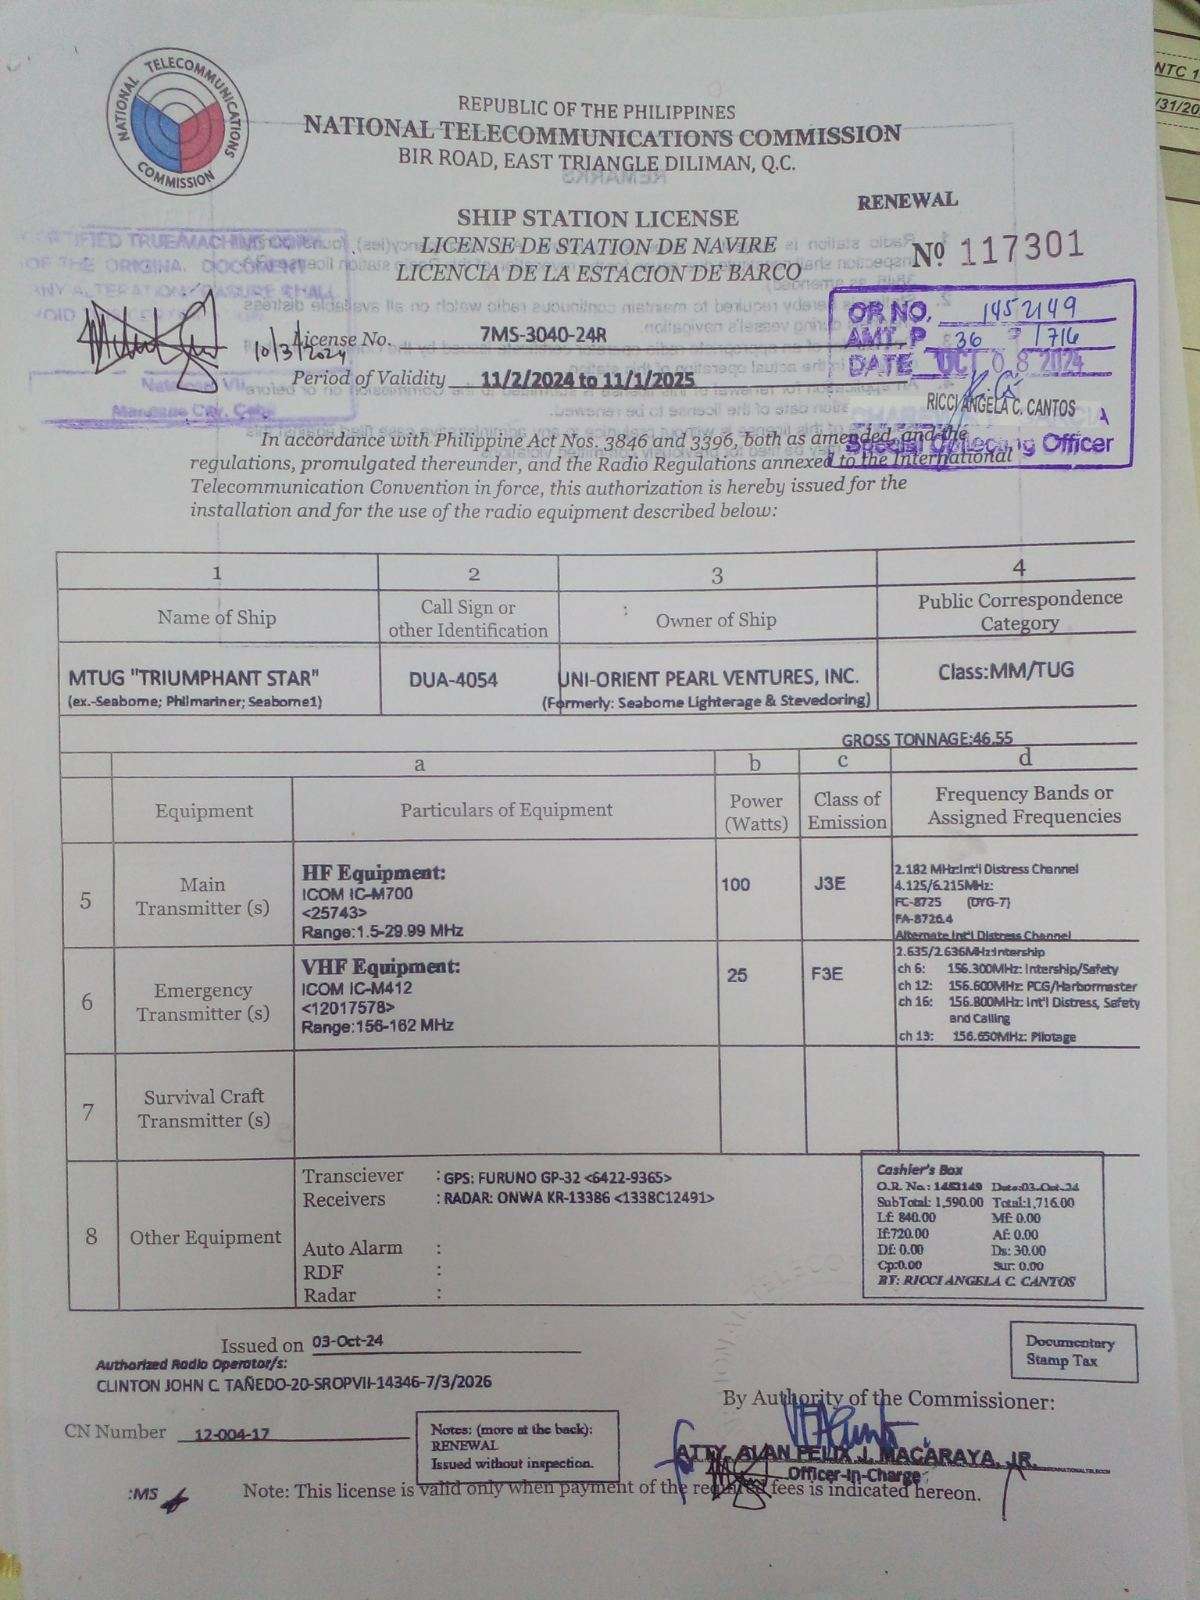 NTC 1
/31/20
NATIONAL TELECOMMUNICATIONS COMMISSION
REPUBLIC OF THE PHILIPPINES
NATIONAL TELECOMMUNICATIONS COMMISSION
BIR ROAD, EAST TRIANGLE DILIMAN, Q.C.
RENEWAL
SHIP STATION LICENSE
LICENSE DE STATION DE NAVIRE
LICENCIA DE LA ESTACION DE BARCO
Nº 117301
CERTIFIED TRUE/MACHINE COPY
OF THE ORIGINAL DOCUMENT
ANY ALTERATION/ERASURE SHALL
VOID
10/3/2024
OR NO. 1452149
AMT. P 36 1716
DATE OCT 08 2024
RICCI ANGELA C. CANTOS
Special Collecting Officer
License No. 7MS-3040-24R
Period of Validity 11/2/2024 to 11/1/2025
In accordance with Philippine Act Nos. 3846 and 3396, both as amended, and the
regulations, promulgated thereunder, and the Radio Regulations annexed to the International
Telecommunication Convention in force, this authorization is hereby issued for the
installation and for the use of the radio equipment described below:
1 2 3 4
Name of Ship
Call Sign or
other Identification
Owner of Ship
Public Correspondence
Category
MTUG "TRIUMPHANT STAR"
(ex.-Seaborne; Philmariner; Seaborne1)
DUA-4054
UNI-ORIENT PEARL VENTURES, INC.
(Formerly: Seaborne Lighterage & Stevedoring)
Class:MM/TUG
GROSS TONNAGE:46.55
a b c d
Equipment
Particulars of Equipment
Power
(Watts)
Class of
Emission
Frequency Bands or
Assigned Frequencies
5
Main
Transmitter (s)
HF Equipment:
ICOM IC-M700
<25743>
Range:1.5-29.99 MHz
100
J3E
2.182 MHz:Int'l Distress Channel
4.125/6.215MHz:
FC-8725 (DYG-7)
FA-8726.4
Alternate Int'l Distress Channel
6
Emergency
Transmitter (s)
VHF Equipment:
ICOM IC-M412
<12017578>
Range:156-162 MHz
25
F3E
2.635/2.636MHz:Intership
ch 6: 156.300MHz: Intership/Safety
ch 12: 156.600MHz: PCG/Harbormaster
ch 16: 156.800MHz: Int'l Distress, Safety
and Calling
ch 13: 156.650MHz: Pilotage
7
Survival Craft
Transmitter (s)
8
Other Equipment
Transciever : GPS: FURUNO GP-32 <6422-9365>
Receivers : RADAR: ONWA KR-13386 <1338C12491>
Auto Alarm :
RDF :
Radar :
Cashier's Box
O.R. No.: 1452149 Date:03-Oct-24
SubTotal: 1,590.00 Total:1,716.00
Lf: 840.00 Mf: 0.00
If:720.00 Af: 0.00
Df: 0.00 Ds: 30.00
Cp:0.00 Sur: 0.00
BY: RICCI ANGELA C. CANTOS
Issued on 03-Oct-24
Authorized Radio Operator/s:
CLINTON JOHN C. TAÑEDO-20-SROPVII-14346-7/3/2026
Documentary
Stamp Tax
By Authority of the Commissioner:
CN Number 12-004-17
Notes: (more at the back):
RENEWAL
Issued without inspection.
ATTY. ALAN FELIX J. MACARAYA, JR.
Officer-In-Charge
:MS
Note: This license is valid only when payment of the required fees is indicated hereon.